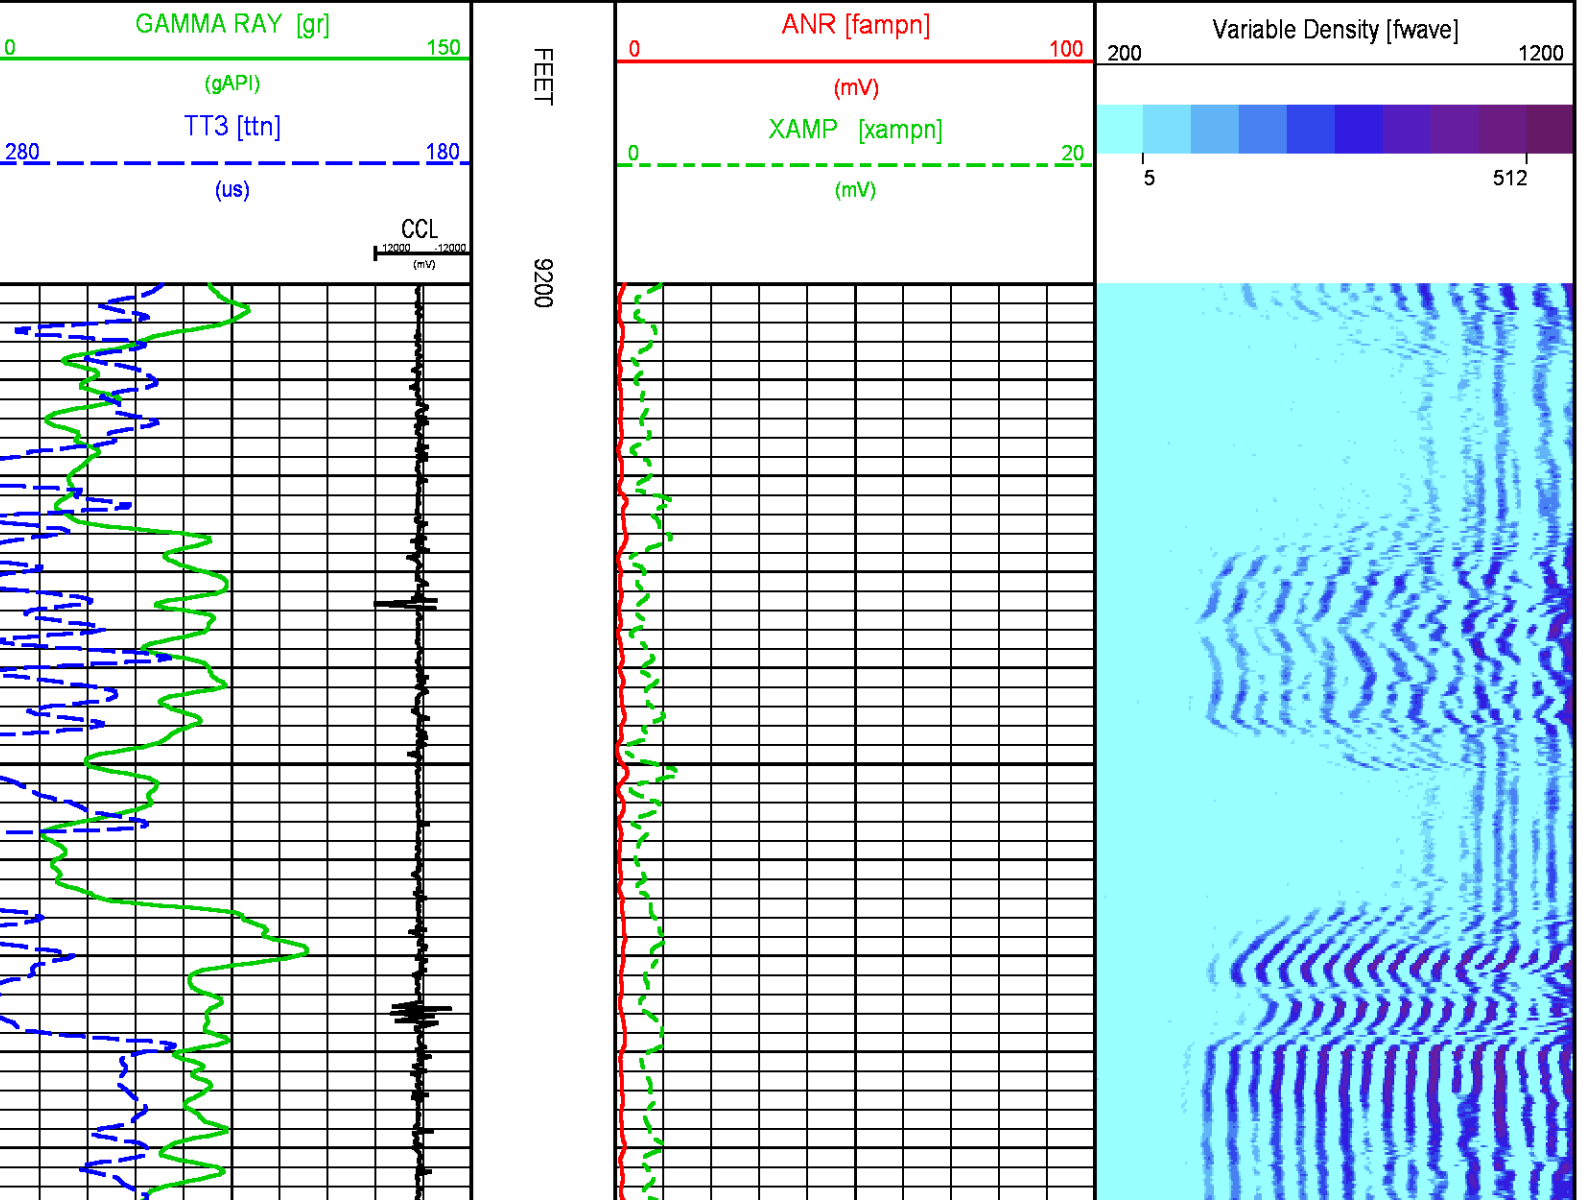 GAMMA RAY [gr]
0 150
(gAPI)
TT3 [ttn]
280 180
(us)
CCL
12000 -12000
(mV)
FEET
9200
ANR [fampn]
0 100
(mV)
XAMP [xampn]
0 20
(mV)
Variable Density [fwave]
200 1200
5 512